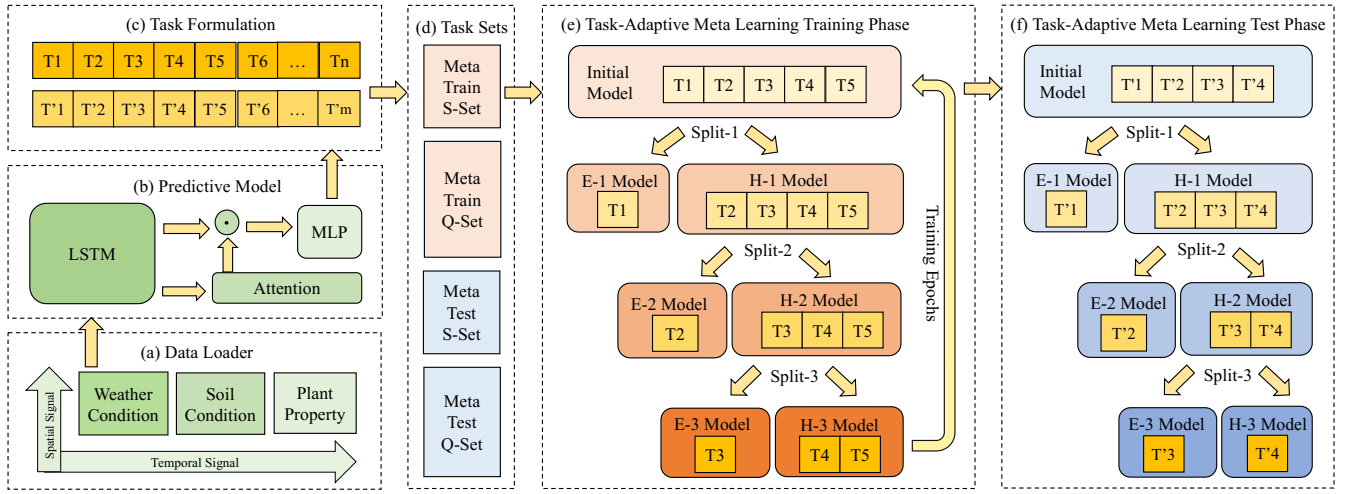 (c) Task Formulation
T1 T2 T3 T4 T5 T6 ... Tn
T'1 T'2 T'3 T'4 T'5 T'6 ... T'm
(b) Predictive Model
LSTM
MLP
Attention
(a) Data Loader
Weather
Condition
Soil
Condition
Plant
Property
Spatial Signal
Temporal Signal
(d) Task Sets
Meta
Train
S-Set
Meta
Train
Q-Set
Meta
Test
S-Set
Meta
Test
Q-Set
(e) Task-Adaptive Meta Learning Training Phase
Initial
Model
T1 T2 T3 T4 T5
Split-1
E-1 Model
T1
H-1 Model
T2 T3 T4 T5
Split-2
E-2 Model
T2
H-2 Model
T3 T4 T5
Split-3
E-3 Model
T3
H-3 Model
T4 T5
Training Epochs
(f) Task-Adaptive Meta Learning Test Phase
Initial
Model
T'1 T'2 T'3 T'4
Split-1
E-1 Model
T'1
H-1 Model
T'2 T'3 T'4
Split-2
E-2 Model
T'2
H-2 Model
T'3 T'4
Split-3
E-3 Model
T'3
H-3 Model
T'4